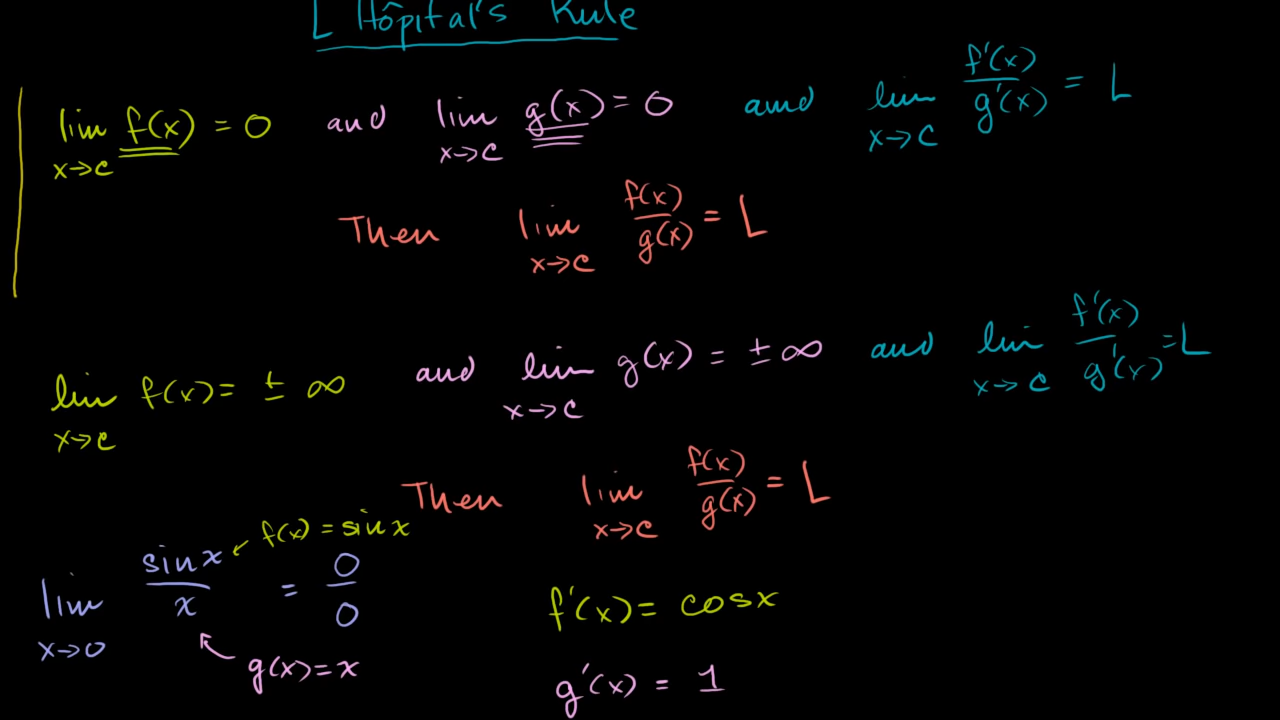 L'Hôpital's Rule
lim x→c f(x) = 0 and lim x→c g(x) = 0 and lim x→c f'(x)/g'(x) = L
Then lim x→c f(x)/g(x) = L
lim x→c f(x) = ± ∞ and lim x→c g(x) = ± ∞ and lim x→c f'(x)/g'(x) = L
Then lim x→c f(x)/g(x) = L
f(x) = sin x
lim x→0 sin x/x = 0/0
g(x) = x
f'(x) = cos x
g'(x) = 1